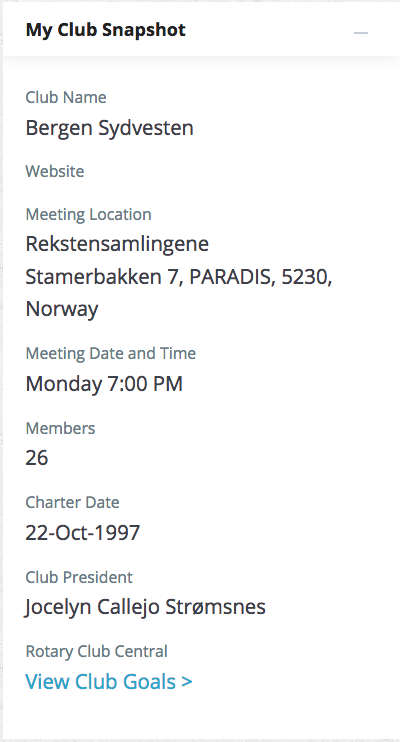 My Club Snapshot
Club Name
Bergen Sydvesten
Website
Meeting Location
Rekstensamlingene
Stamerbakken 7, PARADIS, 5230,
Norway
Meeting Date and Time
Monday 7:00 PM
Members
26
Charter Date
22-Oct-1997
Club President
Jocelyn Callejo Strømsnes
Rotary Club Central
View Club Goals >